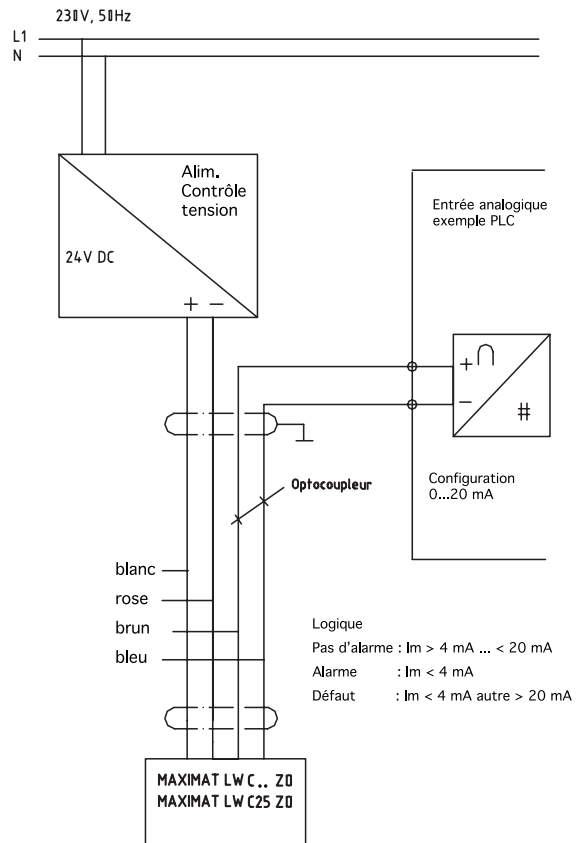 230V, 50Hz
L1
N
Alim.
Contrôle
tension
24V DC
+ −
Entrée analogique
exemple PLC
+
−
#
Configuration
0...20 mA
Optocoupleur
blanc
rose
brun
bleu
Logique
Pas d'alarme : Im > 4 mA ... < 20 mA
Alarme : Im < 4 mA
Défaut : Im < 4 mA autre > 20 mA
MAXIMAT LW C.. Z0
MAXIMAT LW C25 Z0